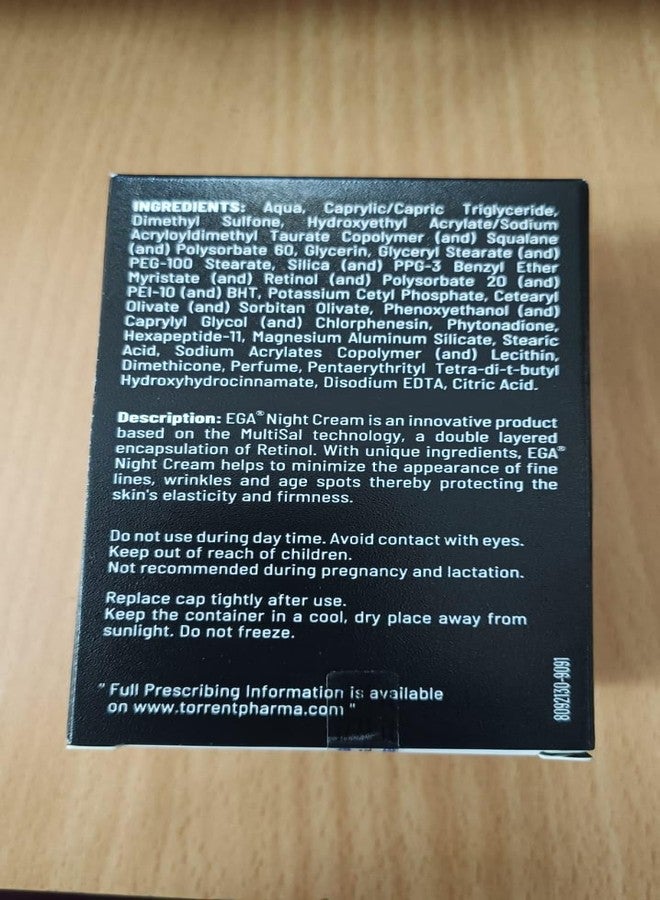 INGREDIENTS: Aqua, Caprylic/Capric Triglyceride,
Dimethyl Sulfone, Hydroxyethyl Acrylate/Sodium
Acryloyldimethyl Taurate Copolymer (and) Squalane
(and) Polysorbate 60, Glycerin, Glyceryl Stearate (and)
PEG-100 Stearate, Silica (and) PPG-3 Benzyl Ether
Myristate (and) Retinol (and) Polysorbate 20 (and)
PEI-10 (and) BHT, Potassium Cetyl Phosphate, Cetearyl
Olivate (and) Sorbitan Olivate, Phenoxyethanol (and)
Caprylyl Glycol (and) Chlorphenesin, Phytonadione,
Hexapeptide-11, Magnesium Aluminum Silicate, Stearic
Acid, Sodium Acrylates Copolymer (and) Lecithin,
Dimethicone, Perfume, Pentaerythrityl Tetra-di-t-butyl
Hydroxyhydrocinnamate, Disodium EDTA, Citric Acid.
Description: EGA® Night Cream is an innovative product
based on the MultiSal technology, a double layered
encapsulation of Retinol. With unique ingredients, EGA®
Night Cream helps to minimize the appearance of fine
lines, wrinkles and age spots thereby protecting the
skin's elasticity and firmness.
Do not use during day time. Avoid contact with eyes.
Keep out of reach of children.
Not recommended during pregnancy and lactation.
Replace cap tightly after use.
Keep the container in a cool, dry place away from
sunlight. Do not freeze.
" Full Prescribing Information is available
on www.torrentpharma.com "
8092130-9091